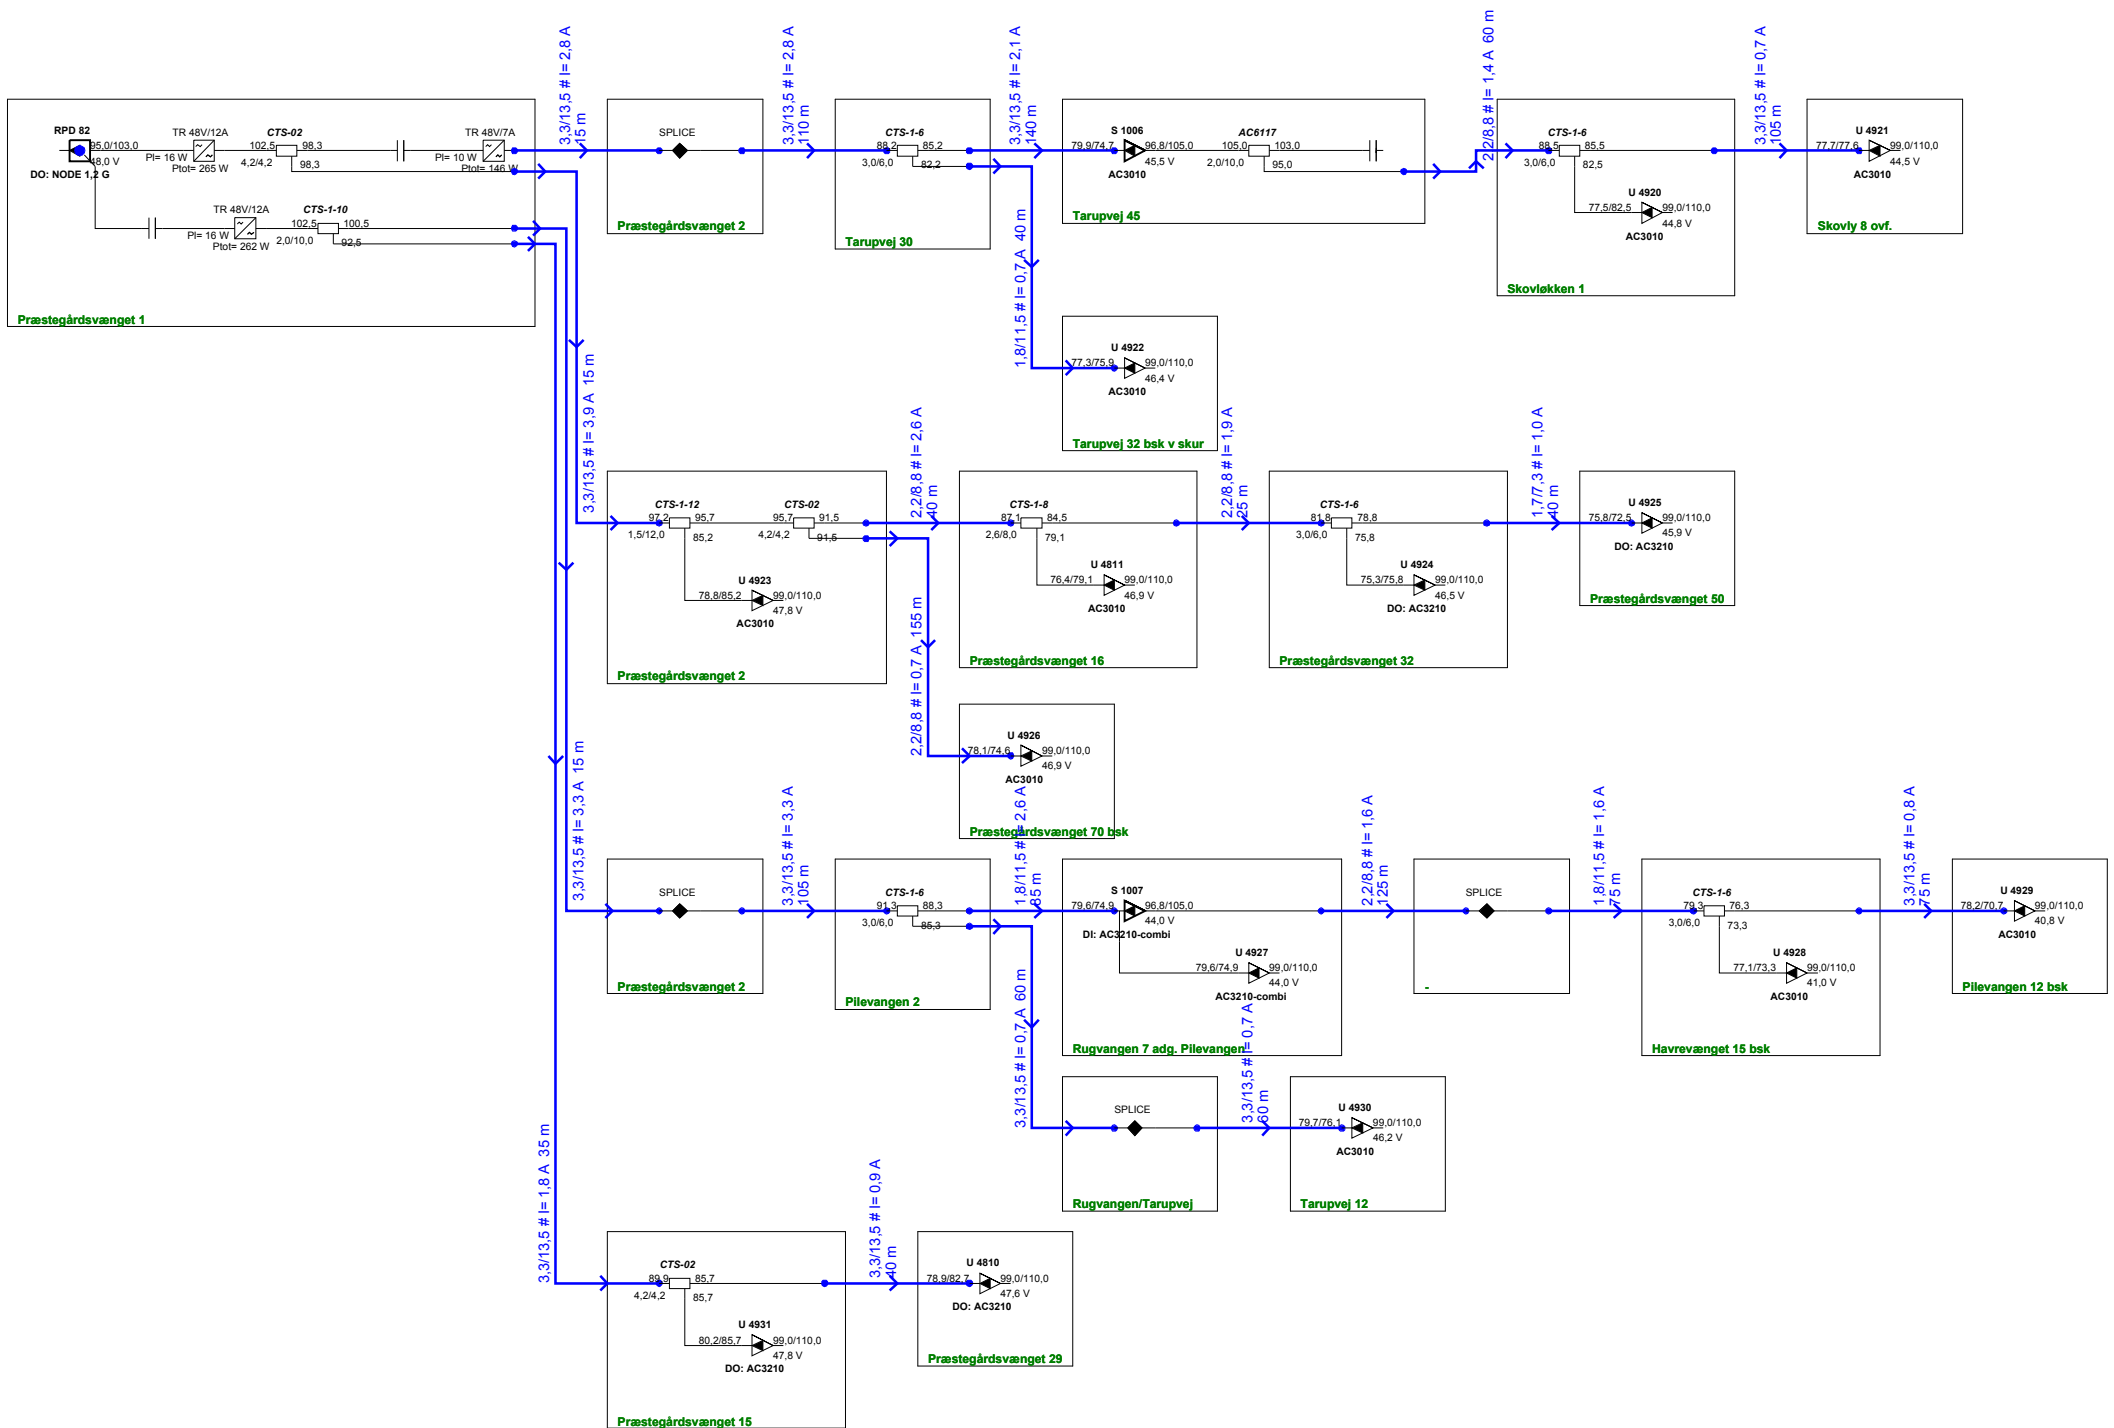 RPD 82
95,0/103,0
48,0 V
DO: NODE 1,2 G
TR 48V/12A
Pl= 16 W
Ptot= 265 W
CTS-02
102,5
98,3
4,2/4,2
98,3
TR 48V/7A
Pl= 10 W
Ptot= 146 W
TR 48V/12A
Pl= 16 W
Ptot= 262 W
CTS-1-10
102,5
100,5
2,0/10,0
92,5
Præstegårdsvænget 1
3,3/13,5 # I= 2,8 A
15 m
SPLICE
Præstegårdsvænget 2
3,3/13,5 # I= 2,8 A
110 m
CTS-1-6
88,2
85,2
3,0/6,0
82,2
Tarupvej 30
3,3/13,5 # I= 2,1 A
140 m
S 1006
79,9/74,7
96,8/105,0
45,5 V
AC3010
AC6117
105,0
103,0
2,0/10,0
95,0
Tarupvej 45
2,2/8,8 # I= 1,4 A 60 m
CTS-1-6
88,5
85,5
3,0/6,0
82,5
U 4920
77,5/82,5
99,0/110,0
44,8 V
AC3010
Skovløkken 1
3,3/13,5 # I= 0,7 A
105 m
U 4921
77,7/77,6
99,0/110,0
44,5 V
AC3010
Skovly 8 ovf.
1,8/11,5 # I= 0,7 A 40 m
U 4922
77,3/75,9
99,0/110,0
46,4 V
AC3010
Tarupvej 32 bsk v skur
3,3/13,5 # I= 3,9 A 15 m
CTS-1-12
97,2
95,7
1,5/12,0
85,2
CTS-02
95,7
91,5
4,2/4,2
91,5
U 4923
78,8/85,2
99,0/110,0
47,8 V
AC3010
Præstegårdsvænget 2
2,2/8,8 # I= 2,6 A
40 m
CTS-1-8
87,1
84,5
2,6/8,0
79,1
U 4811
76,4/79,1
99,0/110,0
46,9 V
AC3010
Præstegårdsvænget 16
2,2/8,8 # I= 1,9 A
25 m
CTS-1-6
81,8
78,8
3,0/6,0
75,8
U 4924
75,3/75,8
99,0/110,0
46,5 V
DO: AC3210
Præstegårdsvænget 32
1,7/7,3 # I= 1,0 A
40 m
U 4925
75,8/72,5
99,0/110,0
45,9 V
DO: AC3210
Præstegårdsvænget 50
2,2/8,8 # I= 0,7 A 155 m
U 4926
78,1/74,6
99,0/110,0
46,9 V
AC3010
Præstegårdsvænget 70 bsk
3,3/13,5 # I= 3,3 A 15 m
SPLICE
Præstegårdsvænget 2
3,3/13,5 # I= 3,3 A
105 m
CTS-1-6
91,3
88,3
3,0/6,0
85,3
Pilevangen 2
1,8/11,5 # I= 2,6 A
85 m
S 1007
79,6/74,9
96,8/105,0
44,0 V
DI: AC3210-combi
U 4927
79,6/74,9
99,0/110,0
44,0 V
AC3210-combi
Rugvangen 7 adg. Pilevangen
2,2/8,8 # I= 1,6 A
125 m
SPLICE
-
1,8/11,5 # I= 1,6 A
75 m
CTS-1-6
79,3
76,3
3,0/6,0
73,3
U 4928
77,1/73,3
99,0/110,0
41,0 V
AC3010
Havrevænget 15 bsk
3,3/13,5 # I= 0,8 A
75 m
U 4929
78,2/70,7
99,0/110,0
40,8 V
AC3010
Pilevangen 12 bsk
3,3/13,5 # I= 0,7 A 60 m
SPLICE
Rugvangen/Tarupvej
3,3/13,5 # I= 0,7 A
60 m
U 4930
79,7/76,1
99,0/110,0
46,2 V
AC3010
Tarupvej 12
3,3/13,5 # I= 1,8 A 35 m
CTS-02
89,9
85,7
4,2/4,2
85,7
U 4931
80,2/85,7
99,0/110,0
47,8 V
DO: AC3210
Præstegårdsvænget 15
3,3/13,5 # I= 0,9 A
40 m
U 4810
78,9/82,7
99,0/110,0
47,6 V
DO: AC3210
Præstegårdsvænget 29